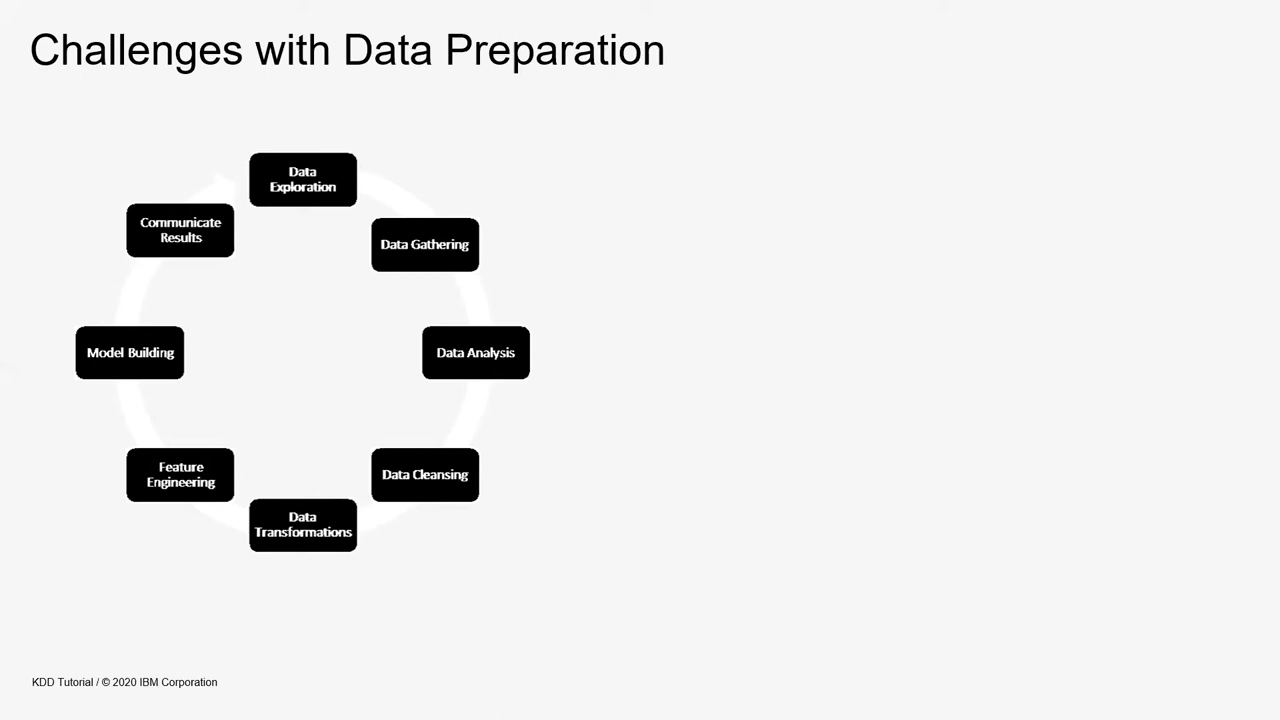 Challenges with Data Preparation
Data
Exploration
Data Gathering
Data Analysis
Data Cleansing
Data
Transformations
Feature
Engineering
Model Building
Communicate
Results
KDD Tutorial / © 2020 IBM Corporation